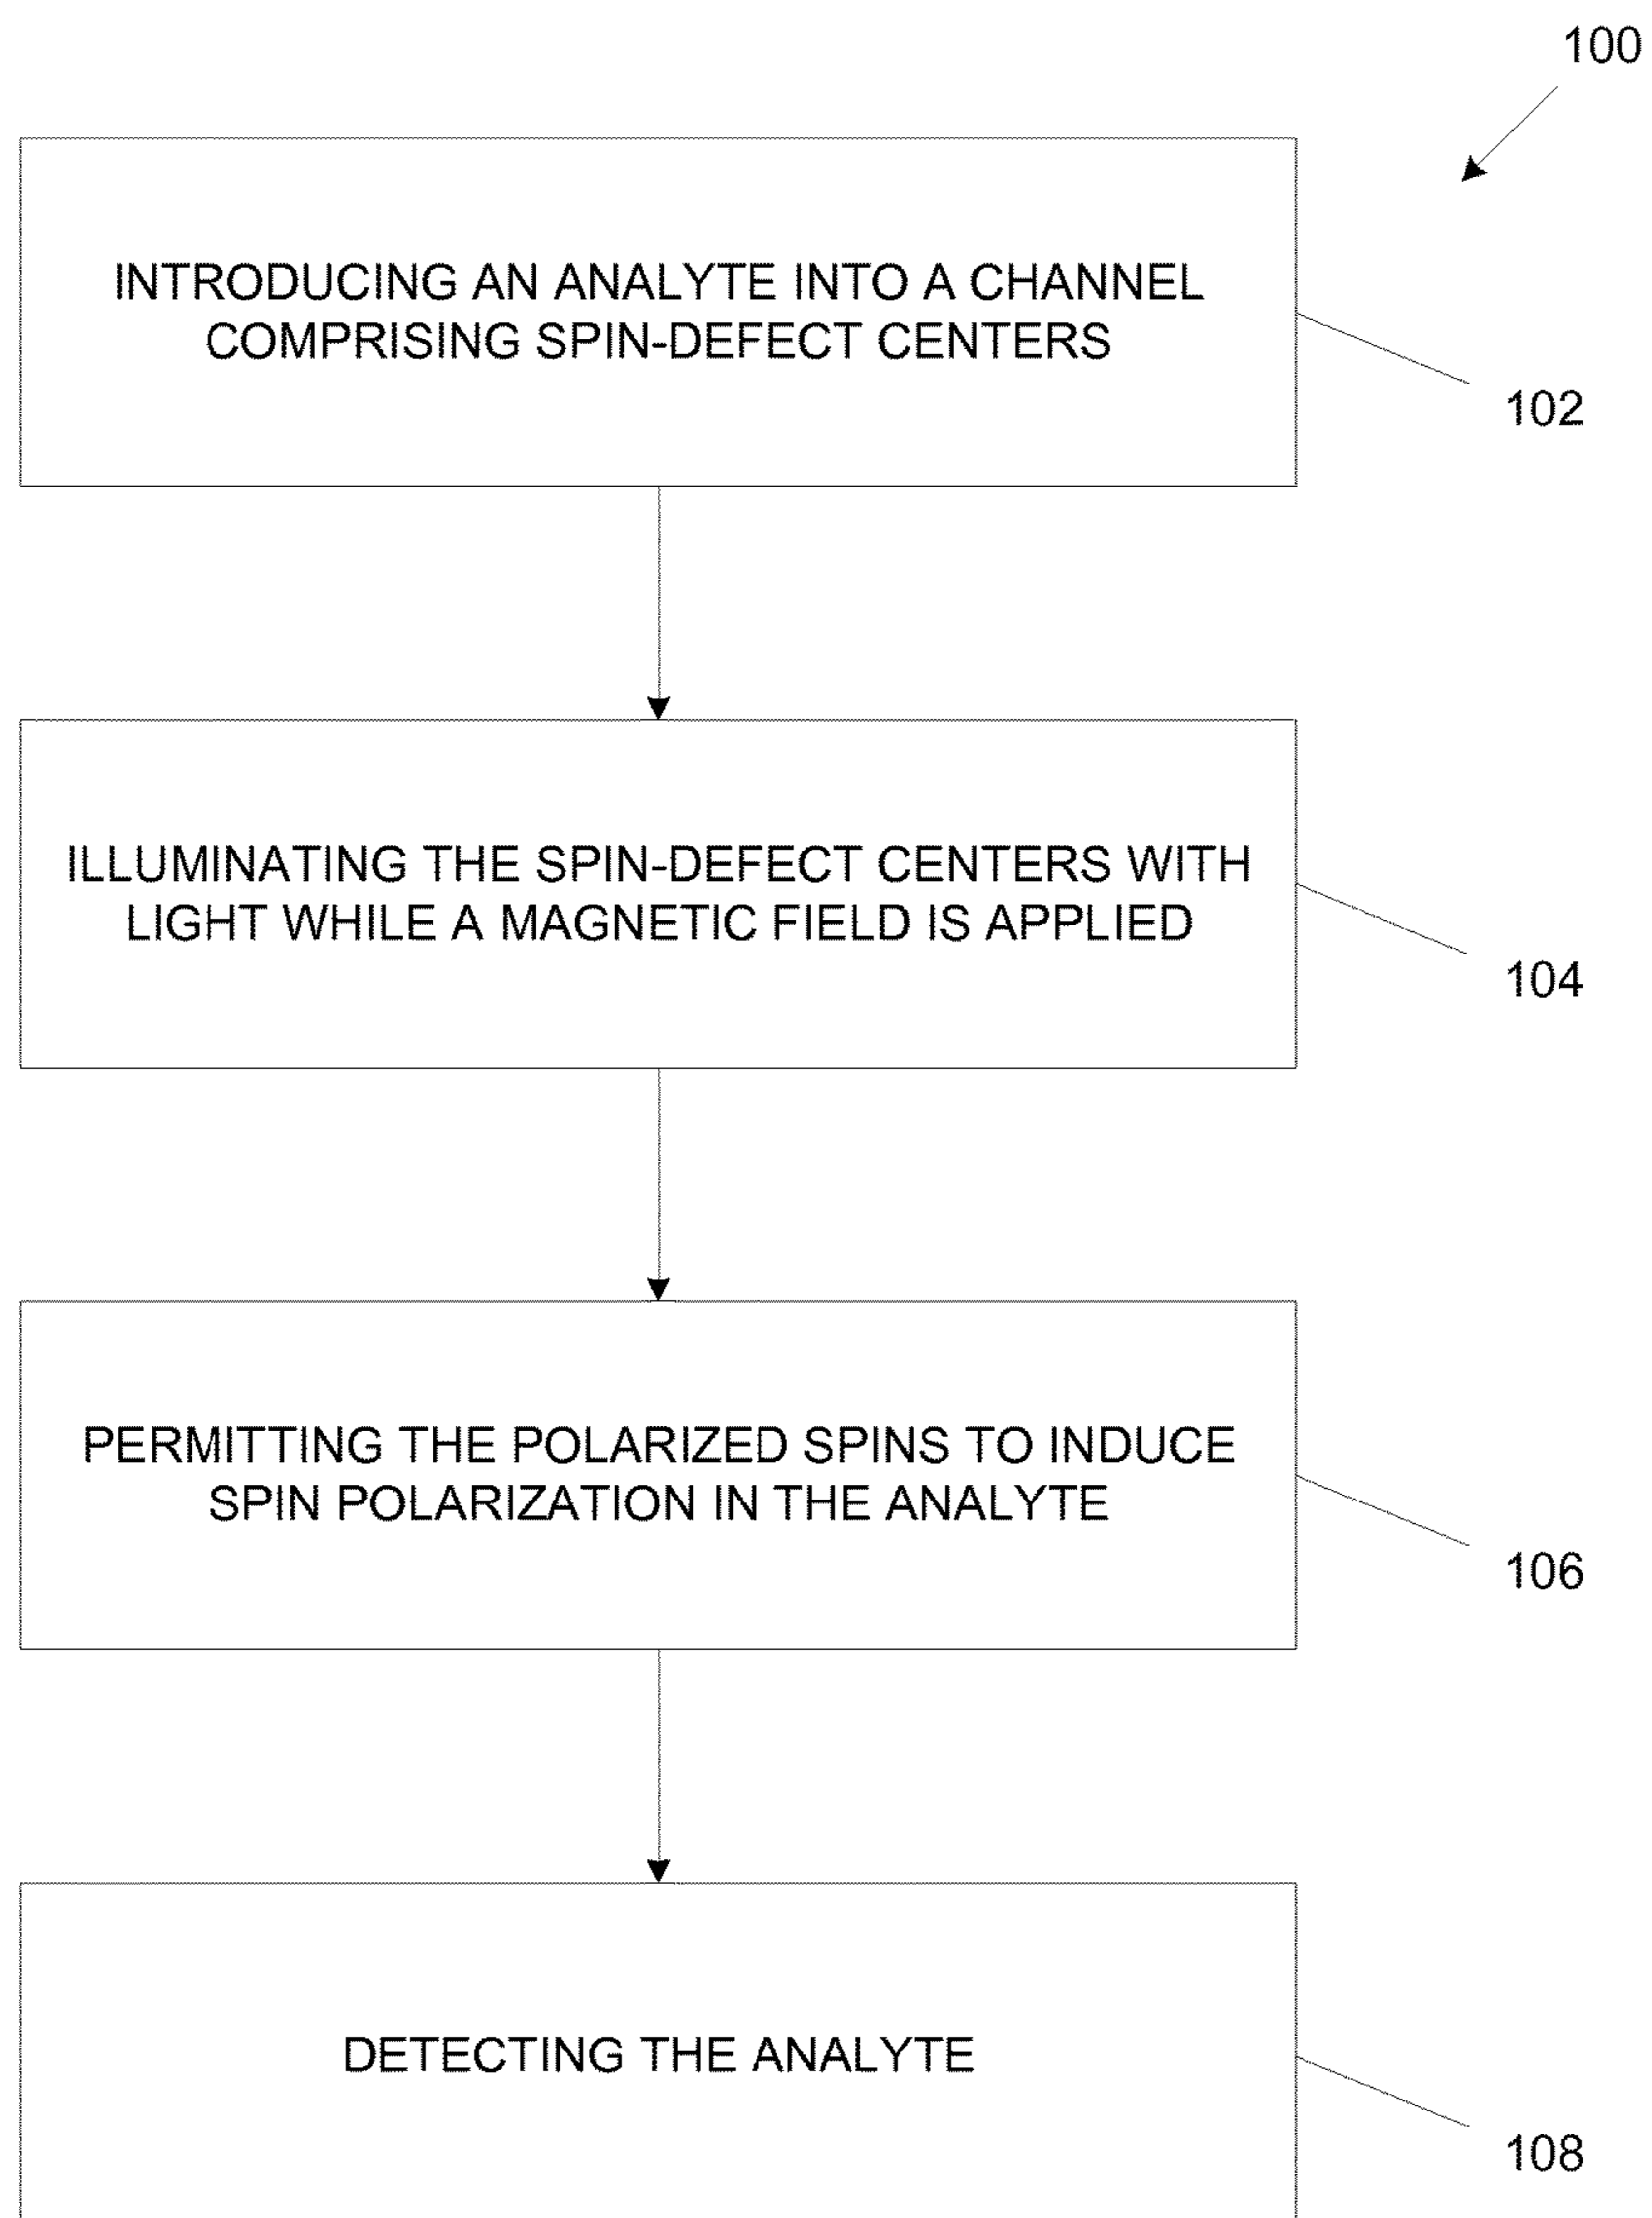 100
INTRODUCING AN ANALYTE INTO A CHANNEL
COMPRISING SPIN-DEFECT CENTERS
102
ILLUMINATING THE SPIN-DEFECT CENTERS WITH
LIGHT WHILE A MAGNETIC FIELD IS APPLIED
104
PERMITTING THE POLARIZED SPINS TO INDUCE
SPIN POLARIZATION IN THE ANALYTE
106
DETECTING THE ANALYTE
108